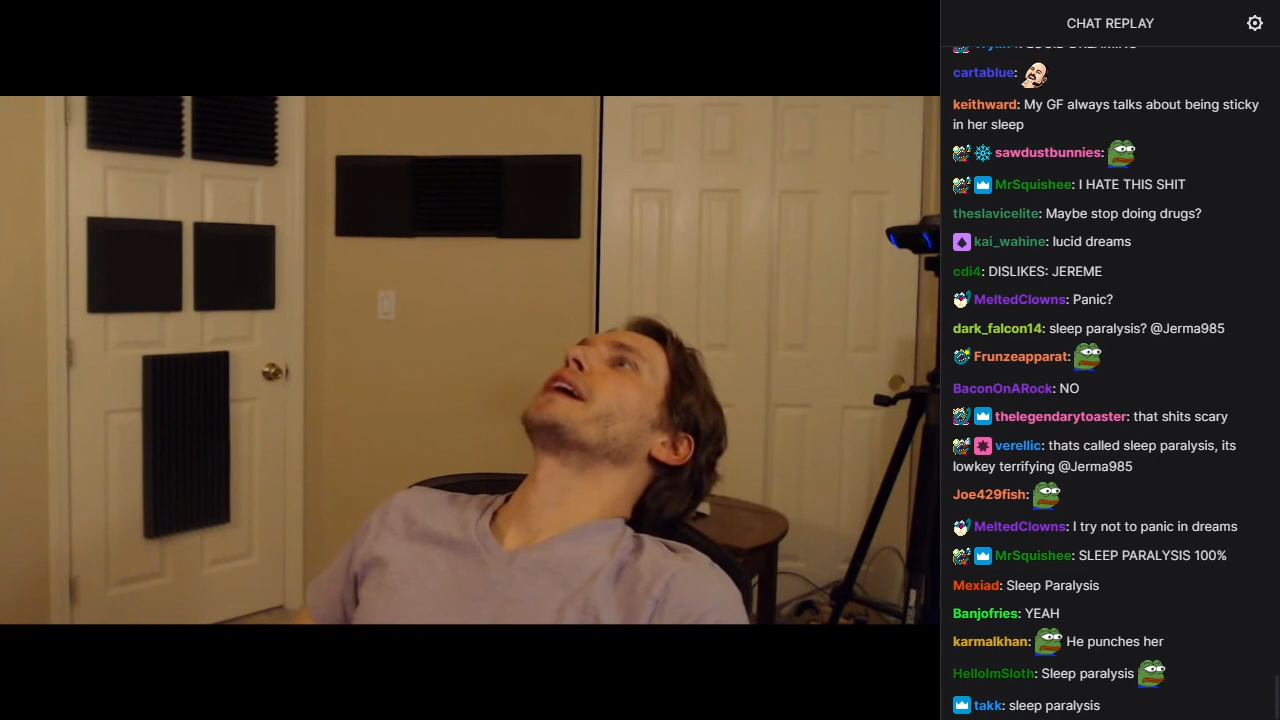 CHAT REPLAY
cartablue:
keithward: My GF always talks about being sticky
in her sleep
sawdustbunnies:
MrSquishee: I HATE THIS SHIT
theslavicelite: Maybe stop doing drugs?
kai_wahine: lucid dreams
cdi4: DISLIKES: JEREME
MeltedClowns: Panic?
dark_falcon14: sleep paralysis? @Jerma985
Frunzeapparat:
BaconOnARock: NO
thelegendarytoaster: that shits scary
verellic: thats called sleep paralysis, its
lowkey terrifying @Jerma985
Joe429fish:
MeltedClowns: I try not to panic in dreams
MrSquishee: SLEEP PARALYSIS 100%
Mexiad: Sleep Paralysis
Banjofries: YEAH
karmalkhan: He punches her
HelloImSloth: Sleep paralysis
takk: sleep paralysis